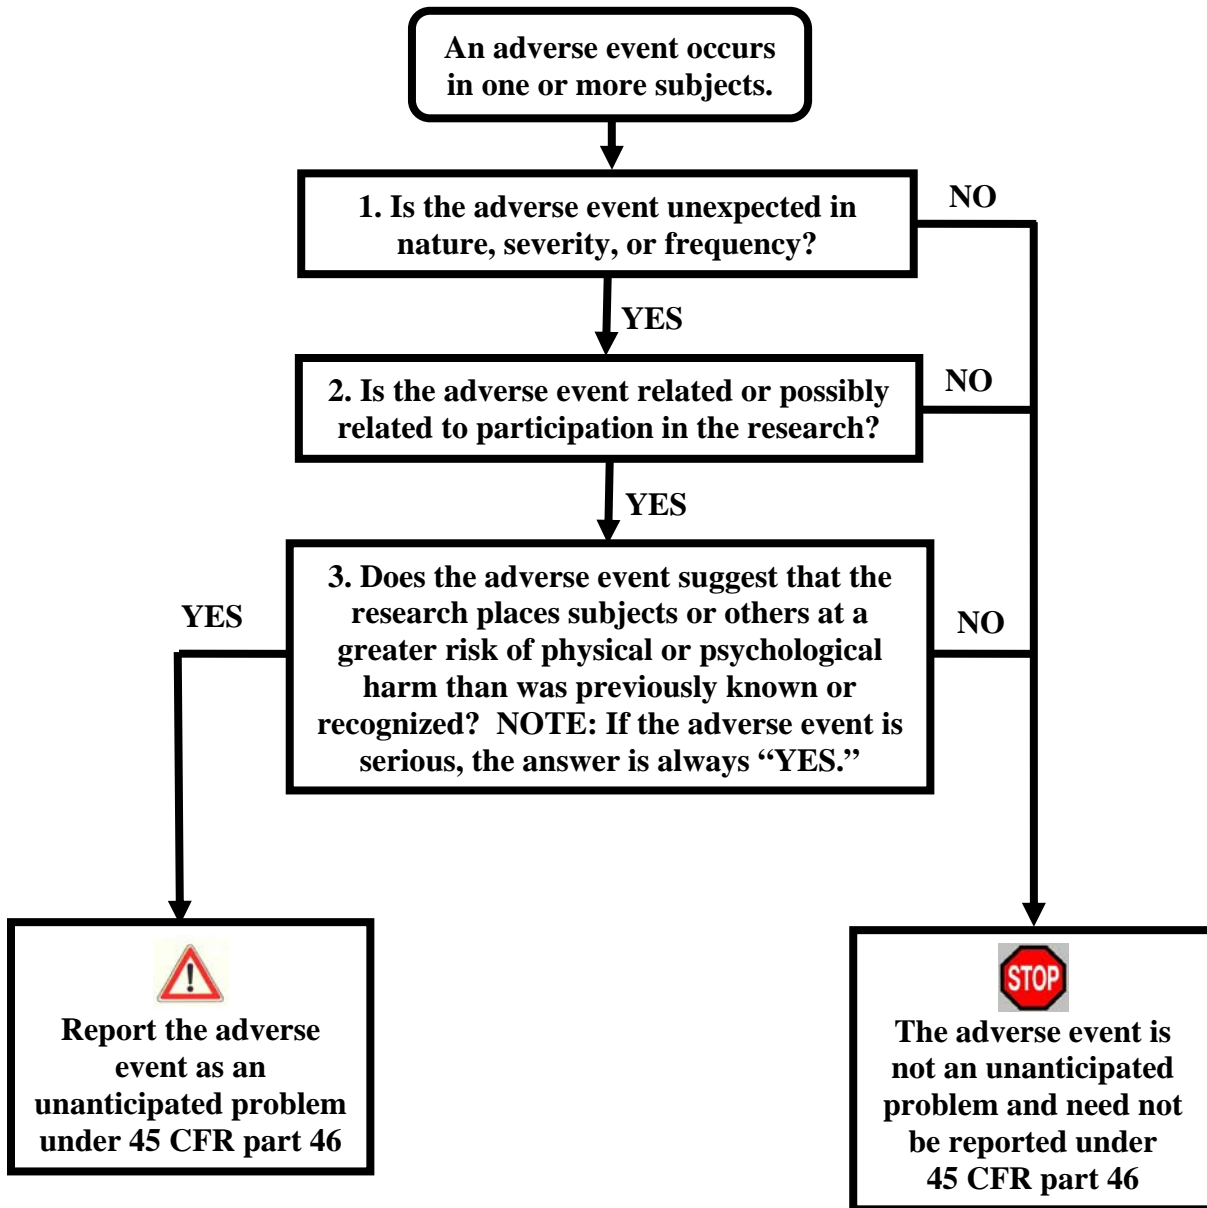 An adverse event occurs
in one or more subjects.
1. Is the adverse event unexpected in
nature, severity, or frequency?
NO
YES
2. Is the adverse event related or possibly
related to participation in the research?
NO
YES
3. Does the adverse event suggest that the
research places subjects or others at a
greater risk of physical or psychological
harm than was previously known or
recognized?  NOTE: If the adverse event is
serious, the answer is always “YES.”
YES
NO
!
Report the adverse
event as an
unanticipated problem
under 45 CFR part 46
STOP
The adverse event is
not an unanticipated
problem and need not
be reported under
45 CFR part 46